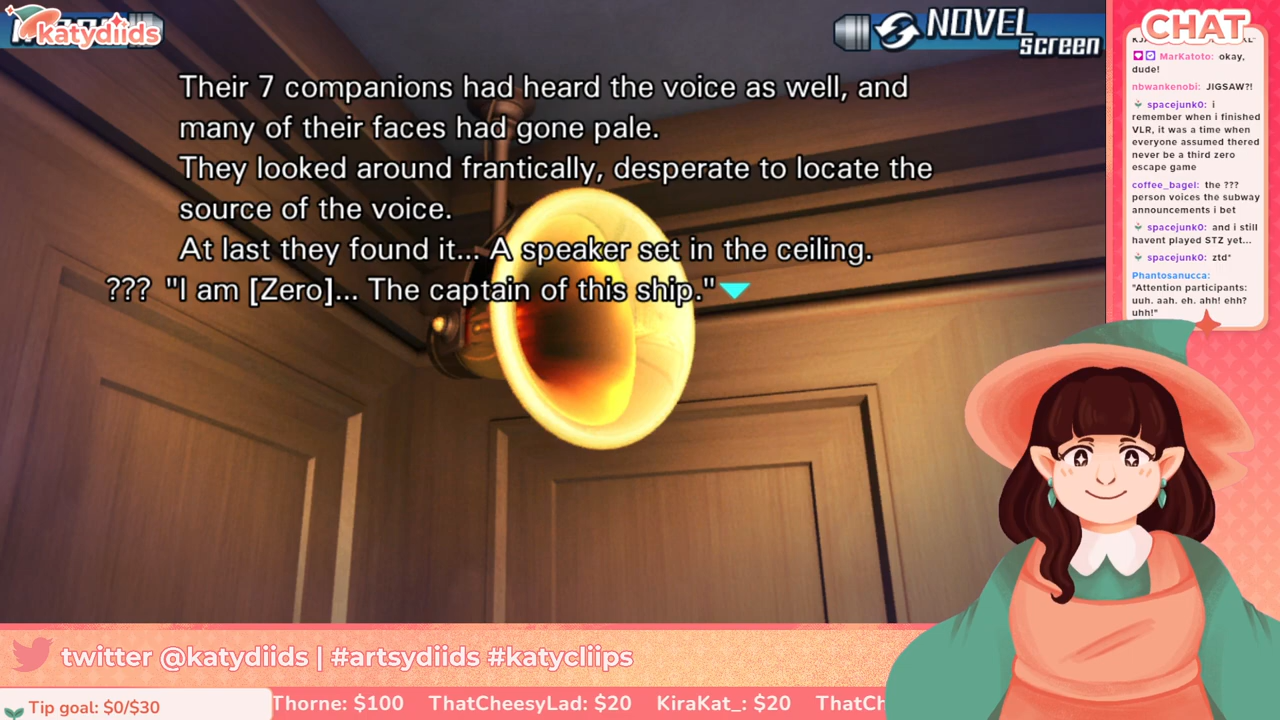 katydiids
NOVEL
Screen
Their 7 companions had heard the voice as well, and
many of their faces had gone pale.
They looked around frantically, desperate to locate the
source of the voice.
At last they found it... A speaker set in the ceiling.
??? "I am [Zero]... The captain of this ship."
CHAT
MarKatoto: okay,
dude!
nbwankenobi: JIGSAW?!
spacejunk0: i
remember when i finished
VLR, it was a time when
everyone assumed thered
never be a third zero
escape game
coffee_bagel: the ???
person voices the subway
announcements i bet
spacejunk0: and i still
havent played STZ yet...
spacejunk0: ztd*
Phantosanucca:
"Attention participants:
uuh. aah. eh. ahh! ehh?
uhh!"
twitter @katydiids | #artsydiids #katycliips
Tip goal: $0/$30
Thorne: $100 ThatCheesyLad: $20 KiraKat_: $20 ThatCh